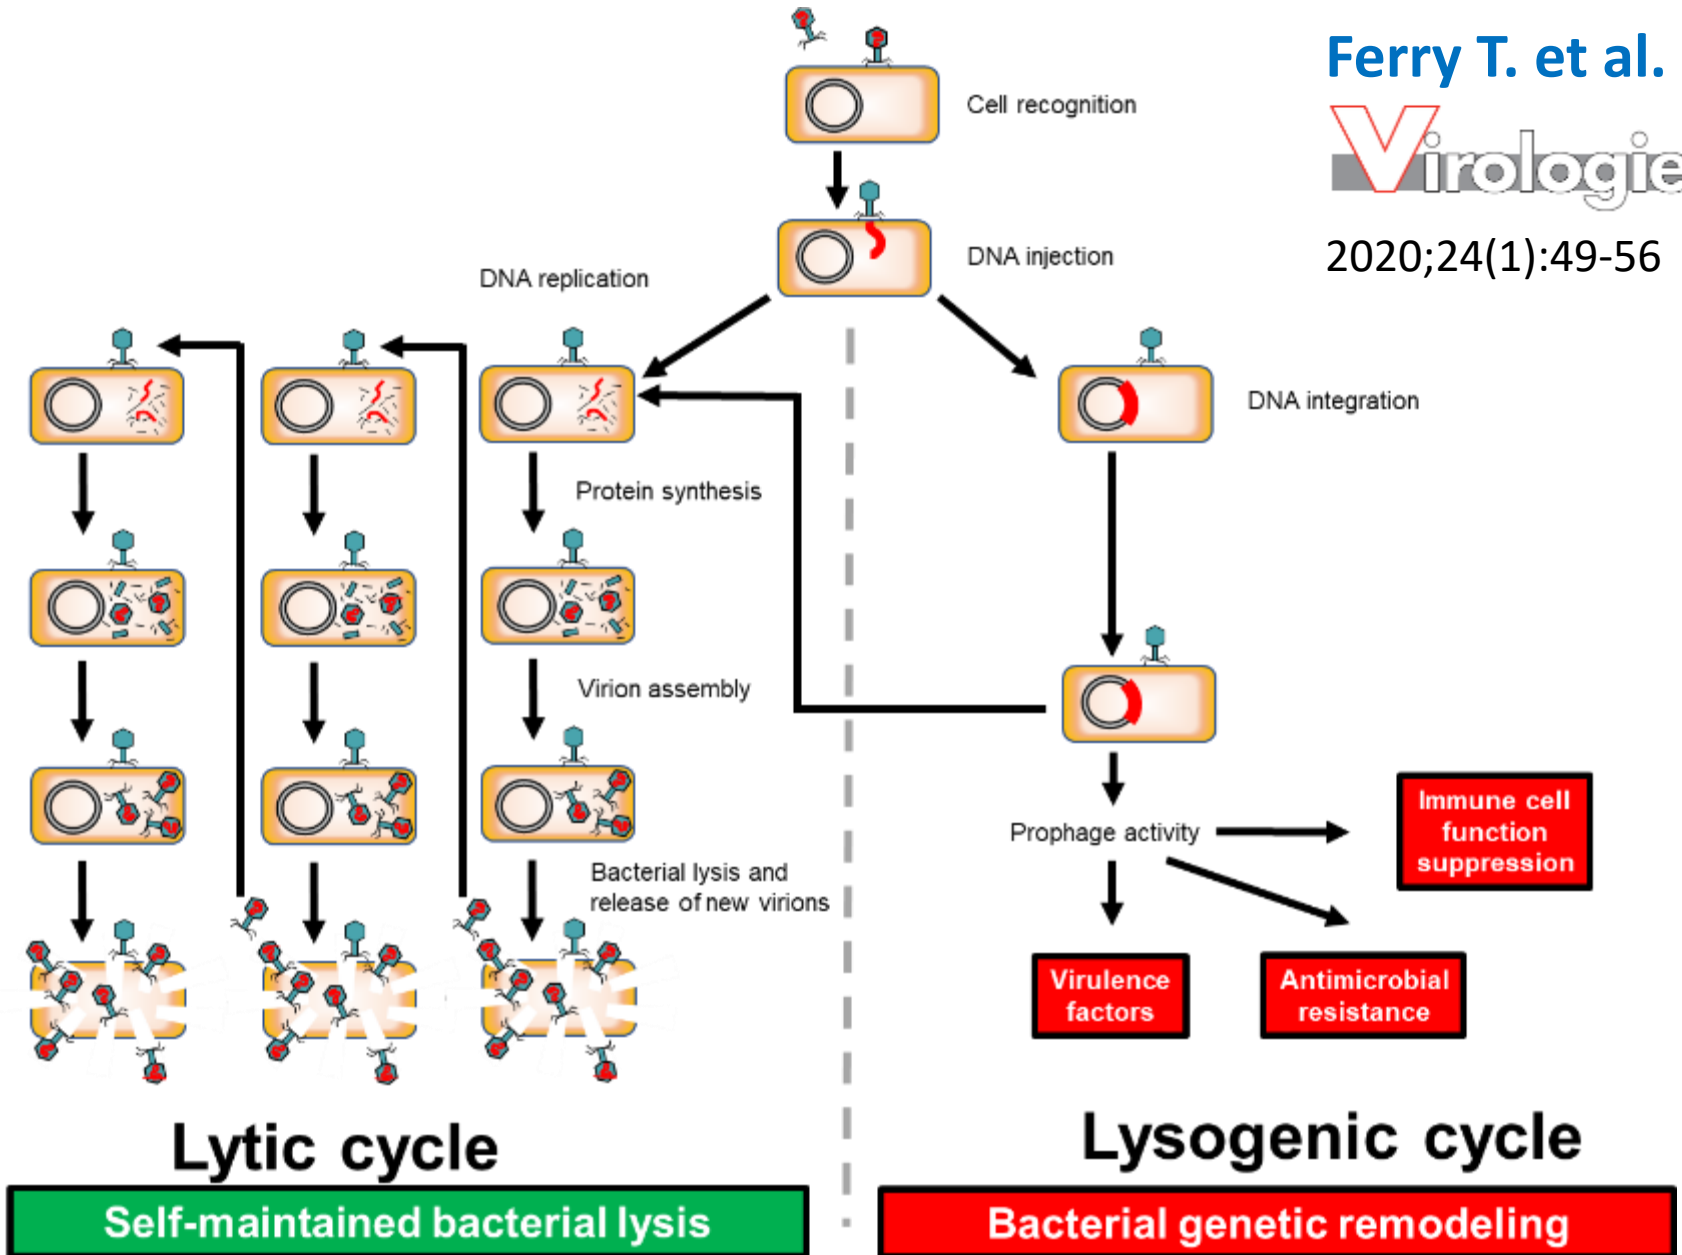 Ferry T. et al.
Virologie
2020;24(1):49-56
Cell recognition
DNA injection
DNA replication
DNA integration
Protein synthesis
Virion assembly
Bacterial lysis and
release of new virions
Prophage activity
Immune cell
function
suppression
Virulence
factors
Antimicrobial
resistance
Lytic cycle
Self-maintained bacterial lysis
Lysogenic cycle
Bacterial genetic remodeling